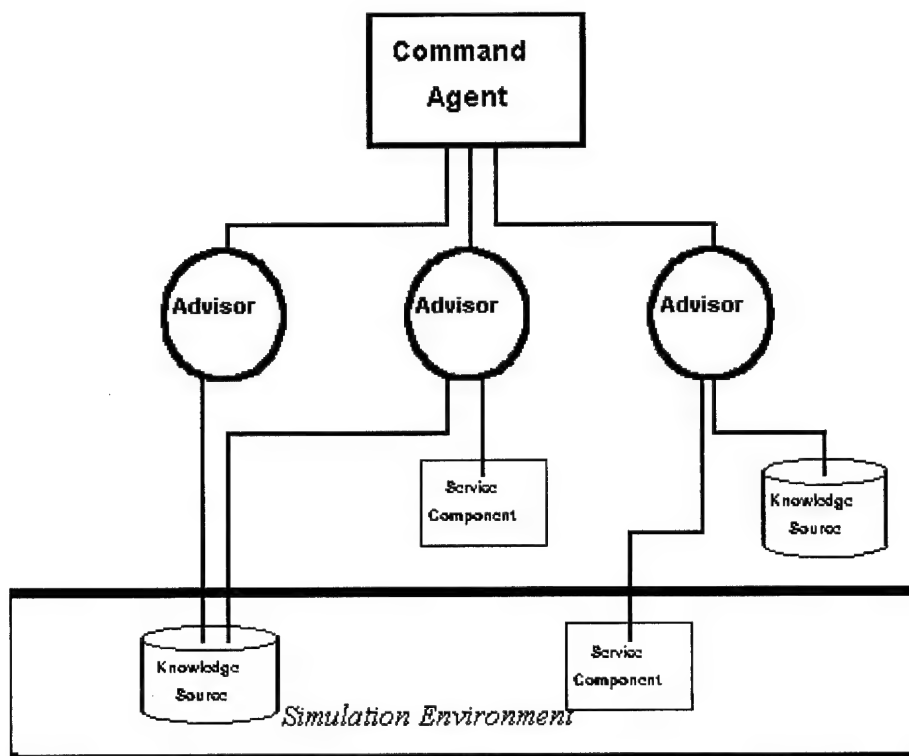 Command
Agent
Advisor
Advisor
Advisor
Service
Component
Knowledge
Source
Knowledge
Source
Service
Component
Simulation Environment